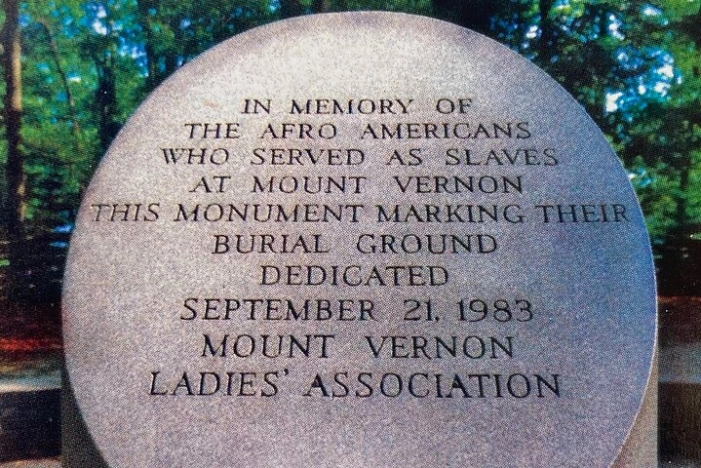 IN MEMORY OF
THE AFRO AMERICANS
WHO SERVED AS SLAVES
AT MOUNT VERNON
THIS MONUMENT MARKING THEIR
BURIAL GROUND
DEDICATED
SEPTEMBER 21, 1983
MOUNT VERNON
LADIES' ASSOCIATION